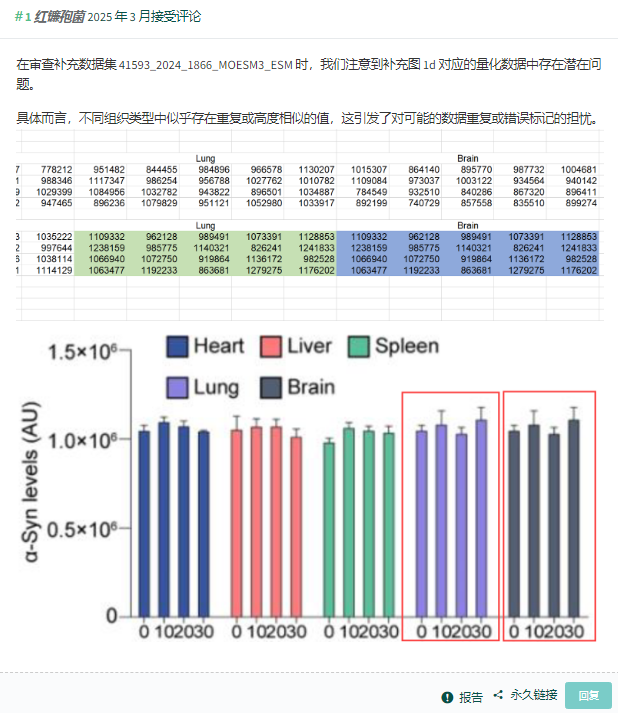 #1 红镰孢菌 2025 年 3 月接受评论
在审查补充数据集 41593_2024_1866_MOESM3_ESM 时，我们注意到补充图 1d 对应的量化数据中存在潜在问
题。
具体而言，不同组织类型中似乎存在重复或高度相似的值，这引发了对可能的数据重复或错误标记的担忧。
Lung Brain
7 778212 951482 844455 984896 966578 1130207 1015307 864140 895770 987732 1004681
1 988346 1117347 986254 956788 1027762 1010782 1109084 973037 1003122 934564 940142
9 1029399 1084956 1032782 943822 896501 1034887 784549 932510 840286 867320 896411
2 947465 896236 1079829 951121 1052980 1033917 892199 740729 857558 835510 899274
Lung Brain
3 1035222 1109332 962128 989491 1073391 1128853 1109332 962128 989491 1073391 1128853
2 997644 1238159 985775 1140321 826241 1241833 1238159 985775 1140321 826241 1241833
6 1038114 1066940 1072750 919864 1136172 982528 1066940 1072750 919864 1136172 982528
1 1114129 1063477 1192233 863681 1279275 1176202 1063477 1192233 863681 1279275 1176202
Heart Liver Spleen
Lung Brain
α-Syn levels (AU)
1.5×10⁶
1.0×10⁶
0.5×10⁶
0
0 102030 0 102030 0 102030 0 102030 0 102030
报告 永久链接 回复